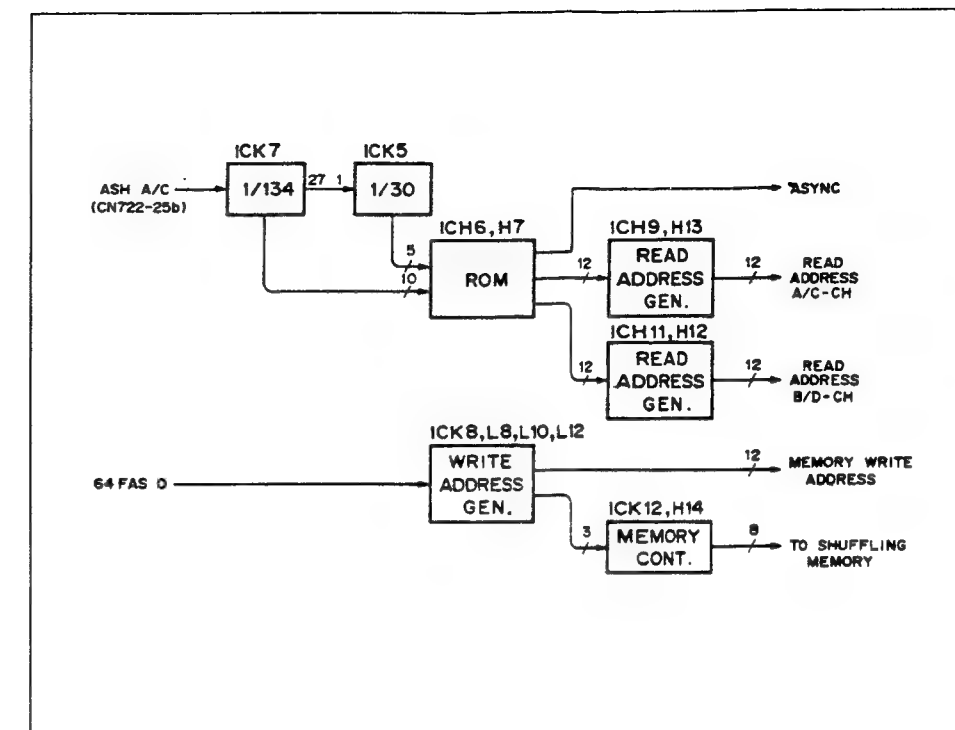 ICK7
ICK5
ASH A/C
(CN722-25b)
1/134
27
1
1/30
ASYNC
ICH6, H7
ICH9, H13
5
10
ROM
12
READ
ADDRESS
GEN.
12
READ
ADDRESS
A/C-CH
ICH11, H12
12
READ
ADDRESS
GEN.
12
READ
ADDRESS
B/D-CH
ICK8, L8, L10, L12
64 FAS O
WRITE
ADDRESS
GEN.
12
MEMORY WRITE
ADDRESS
ICK12, H14
3
MEMORY
CONT.
8
TO SHUFFLING
MEMORY